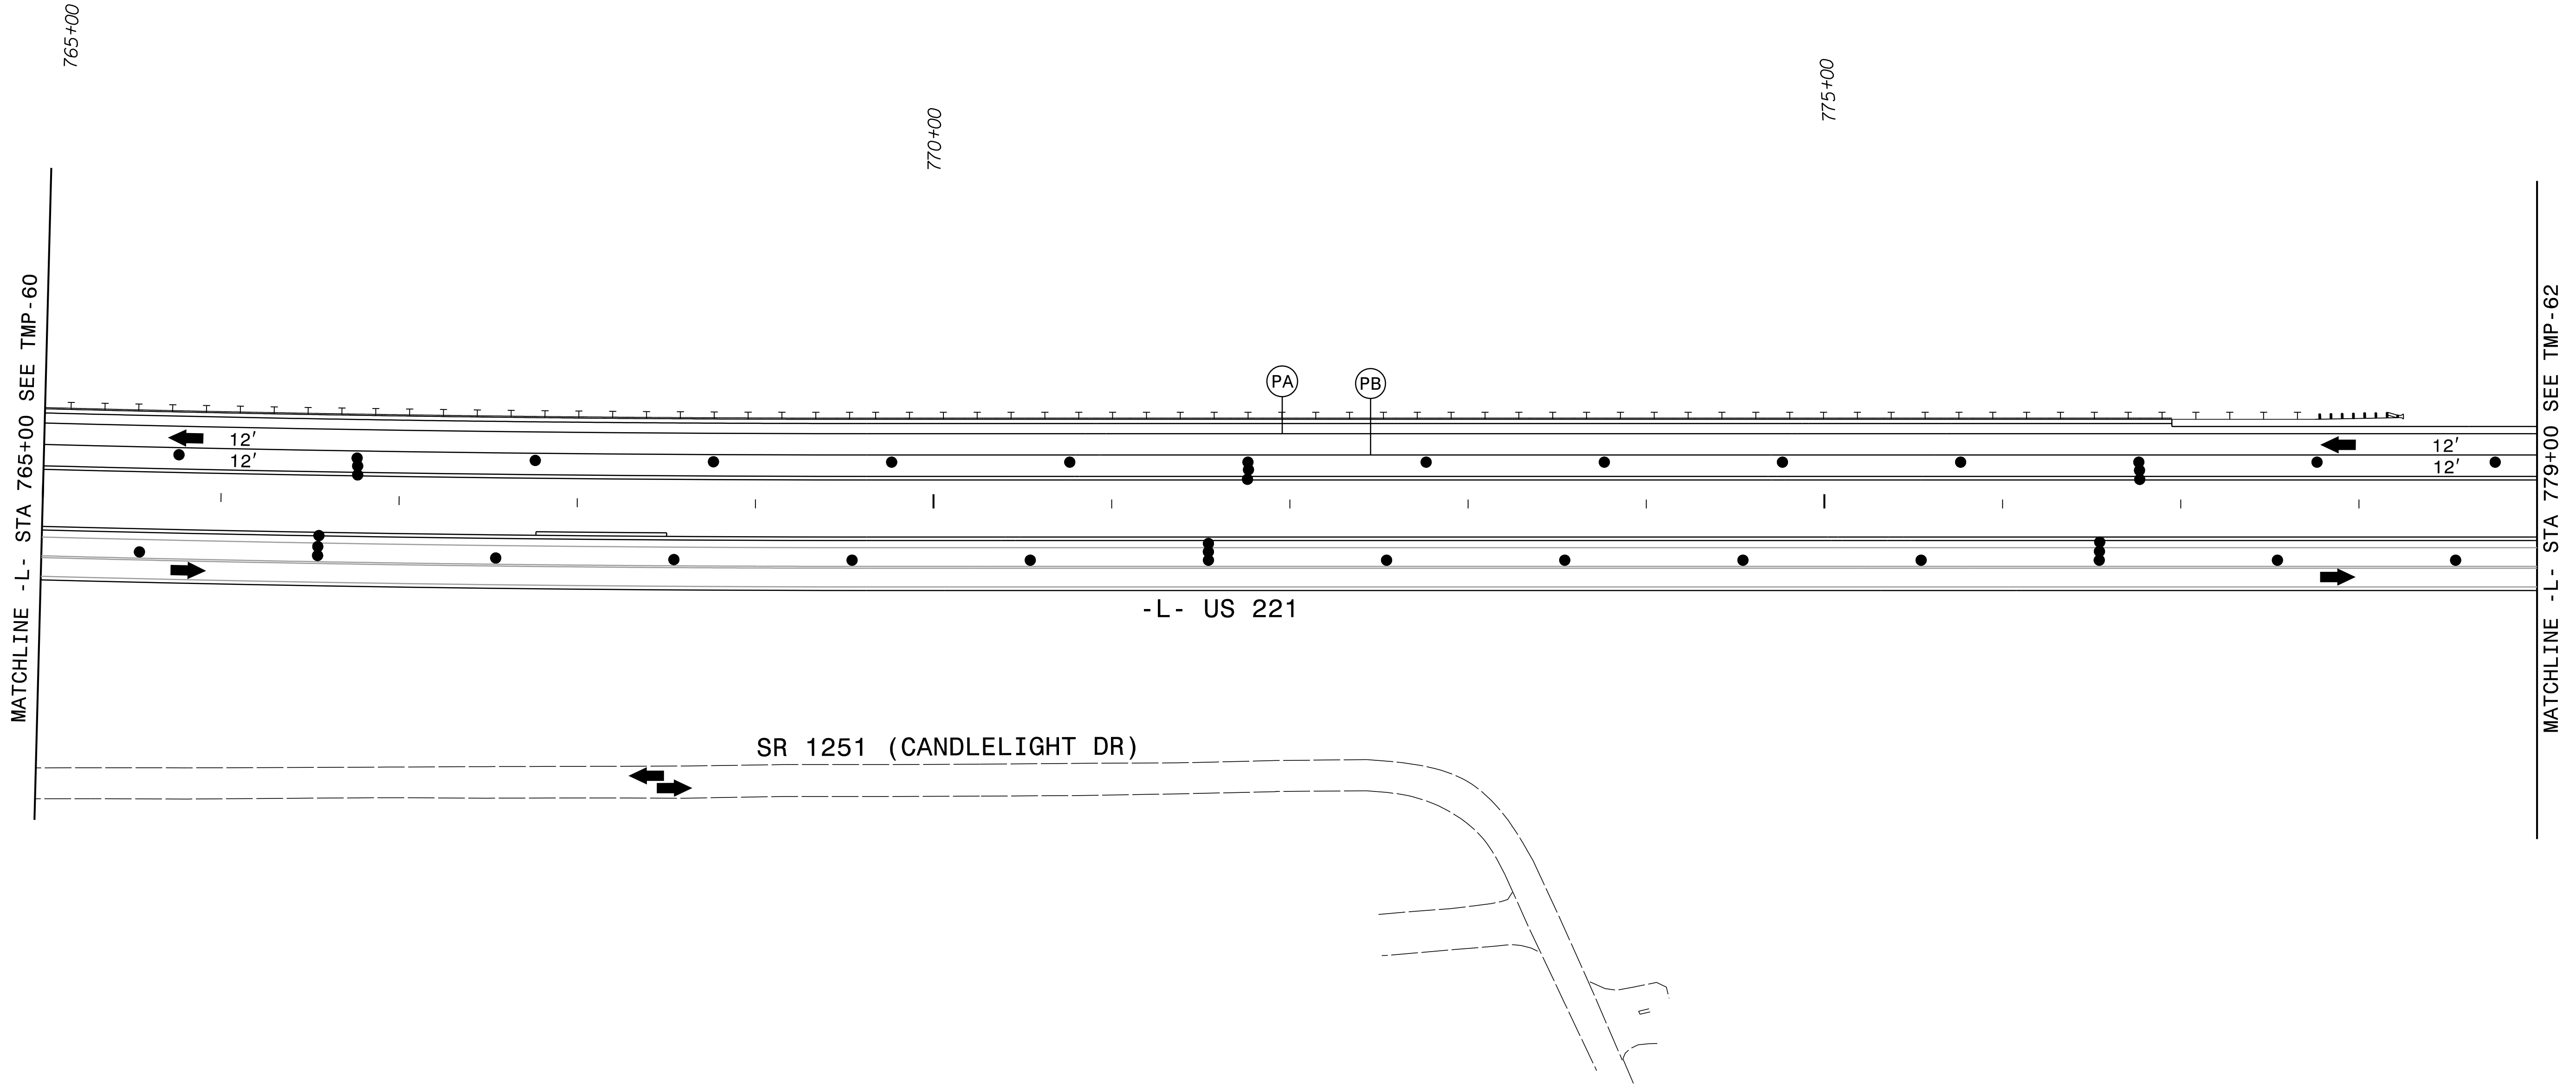 765+00
775+00
770+00
MATCHLINE -L- STA 765+00 SEE TMP-60
MATCHLINE -L- STA 779+00 SEE TMP-62
PA
PB
12'
12'
12'
12'
-L- US 221
SR 1251 (CANDLELIGHT DR)